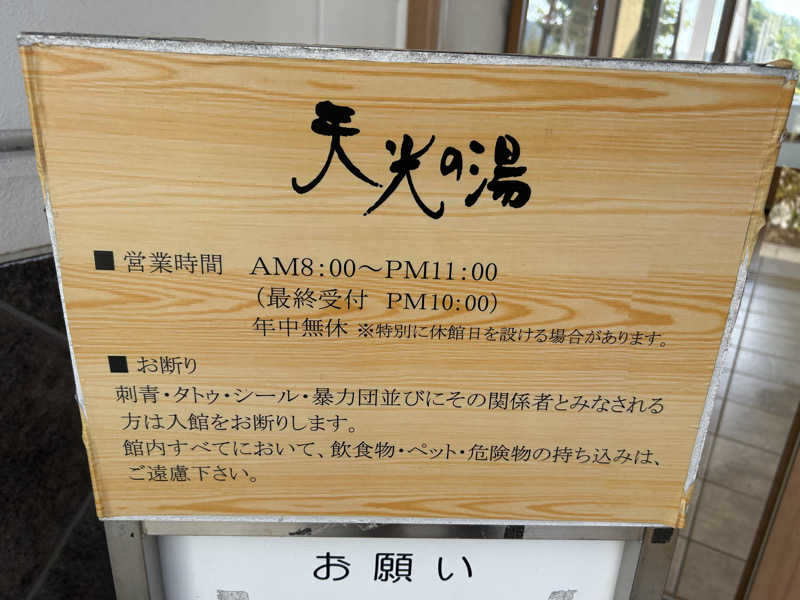 天光の湯
■ 営業時間 AM8:00～PM11:00
（最終受付 PM10:00）
年中無休 ※特別に休館日を設ける場合があります。
■ お断り
刺青・タトゥ・シール・暴力団並びにその関係者とみなされる
方は入館をお断りします。
館内すべてにおいて、飲食物・ペット・危険物の持ち込みは、
ご遠慮下さい。
お願い